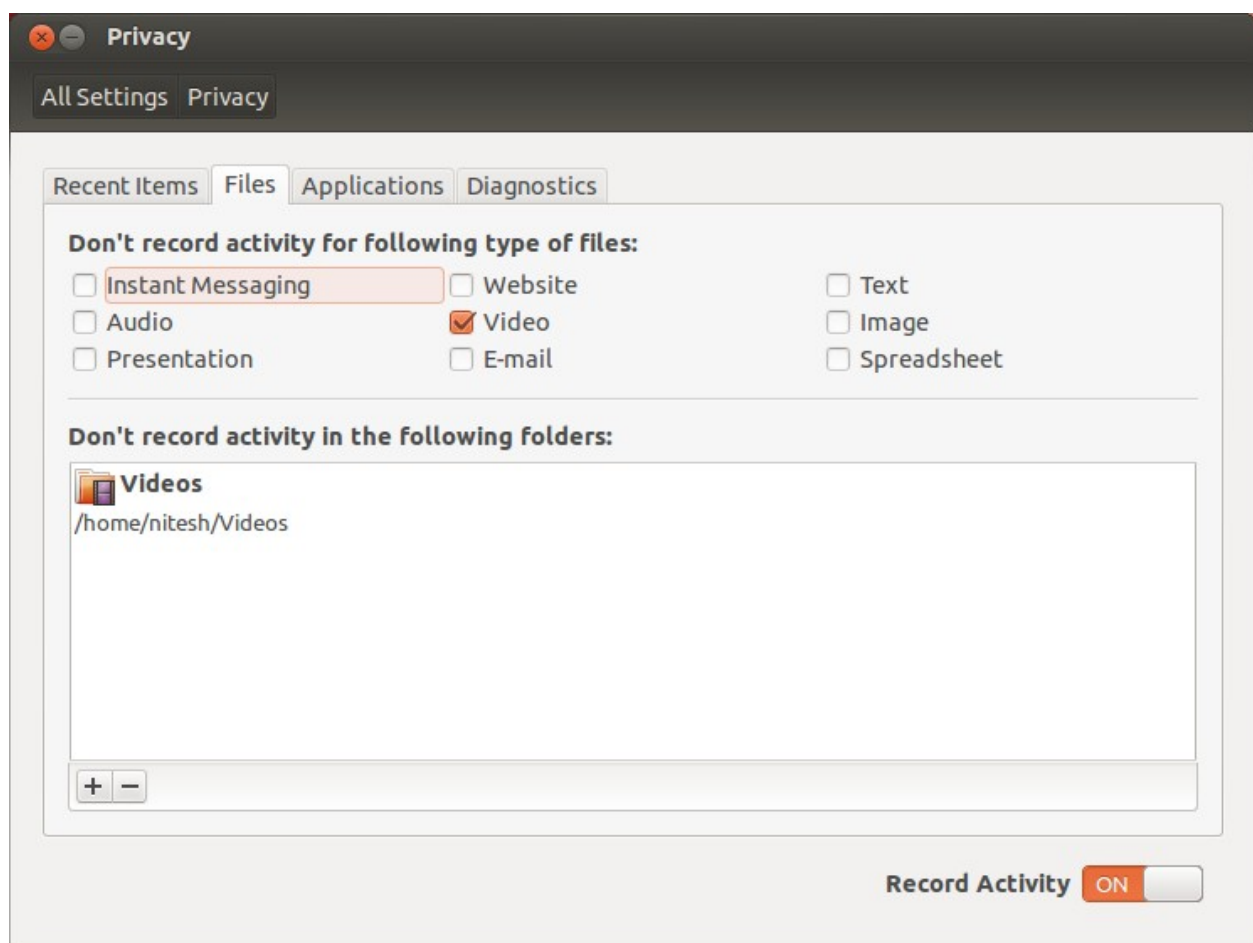 Privacy
All Settings Privacy
Recent Items Files Applications Diagnostics
Don't record activity for following type of files:
Instant Messaging Website Text
Audio Video Image
Presentation E-mail Spreadsheet
Don't record activity in the following folders:
Videos
/home/nitesh/Videos
Record Activity ON